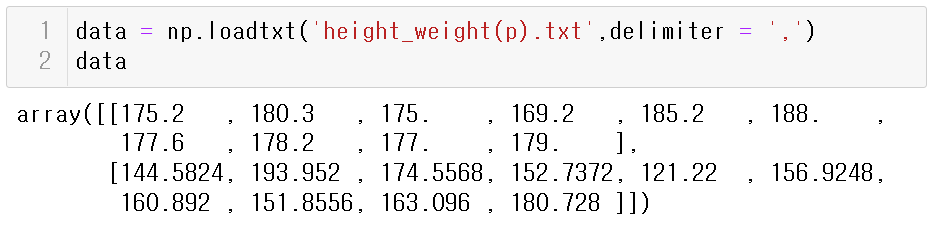 1 data = np.loadtxt('height_weight(p).txt',delimiter = ',')
2 data
array([[175.2   , 180.3   , 175.    , 169.2   , 185.2   , 188.    ,
        177.6   , 178.2   , 177.    , 179.    ],
       [144.5824, 193.952 , 174.5568, 152.7372, 121.22  , 156.9248,
        160.892 , 151.8556, 163.096 , 180.728 ]])